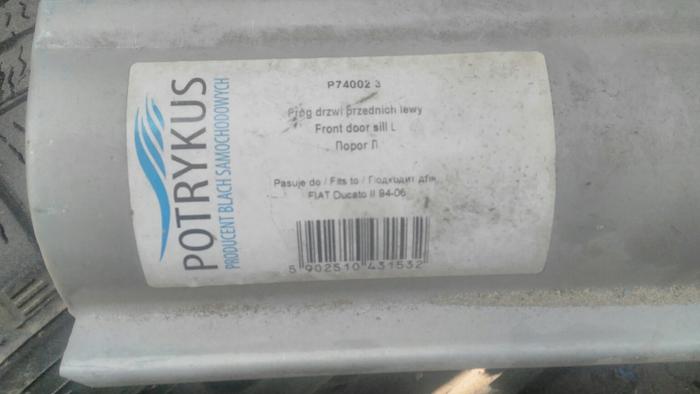 POTRYKUS
PRODUCENT BLACH SAMOCHODOWYCH
P74002 3
Próg drzwi przednich lewy
Front door sill L
Порог Л
Pasuje do / Fits to / Подходит для
FIAT Ducato II 94-06
5 902510 431532